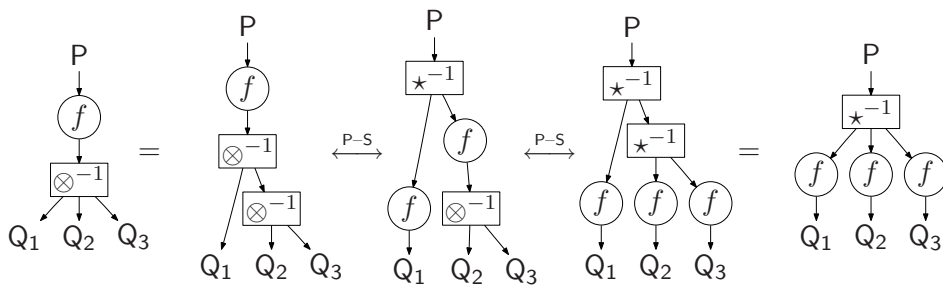 P
P
P
P
P
f
f
⋆⁻¹
⋆⁻¹
⋆⁻¹
⊗⁻¹
=
⊗⁻¹
P–S
f
P–S
⋆⁻¹
=
f
f
f
⊗⁻¹
f
⊗⁻¹
f
f
f
Q₁
Q₂
Q₃
Q₁
Q₂
Q₃
Q₁
Q₂
Q₃
Q₁
Q₂
Q₃
Q₁
Q₂
Q₃